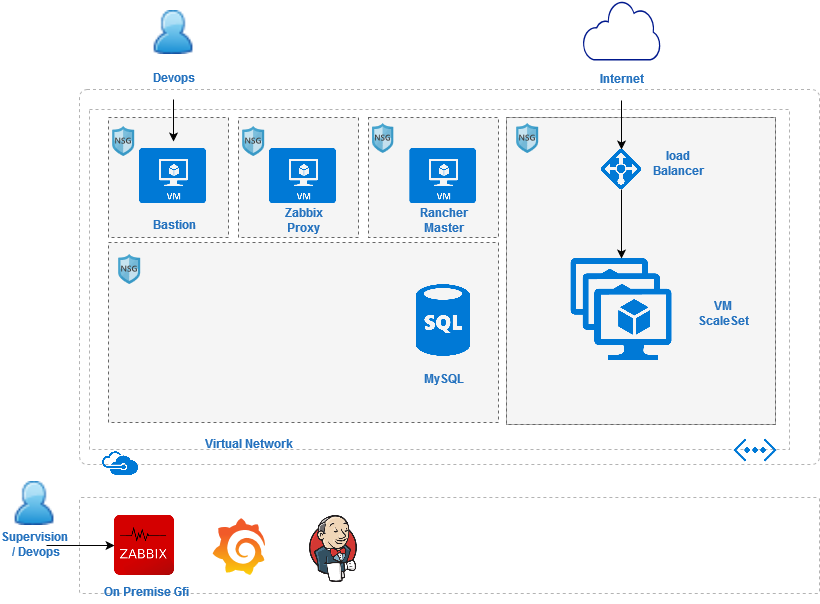 Devops
Internet
NSG
NSG
NSG
NSG
VM
VM
VM
load
Balancer
Bastion
Zabbix
Proxy
Rancher
Master
NSG
SQL
MySQL
VM
ScaleSet
Virtual Network
Supervision
/ Devops
ZABBIX
On Premise Gfi